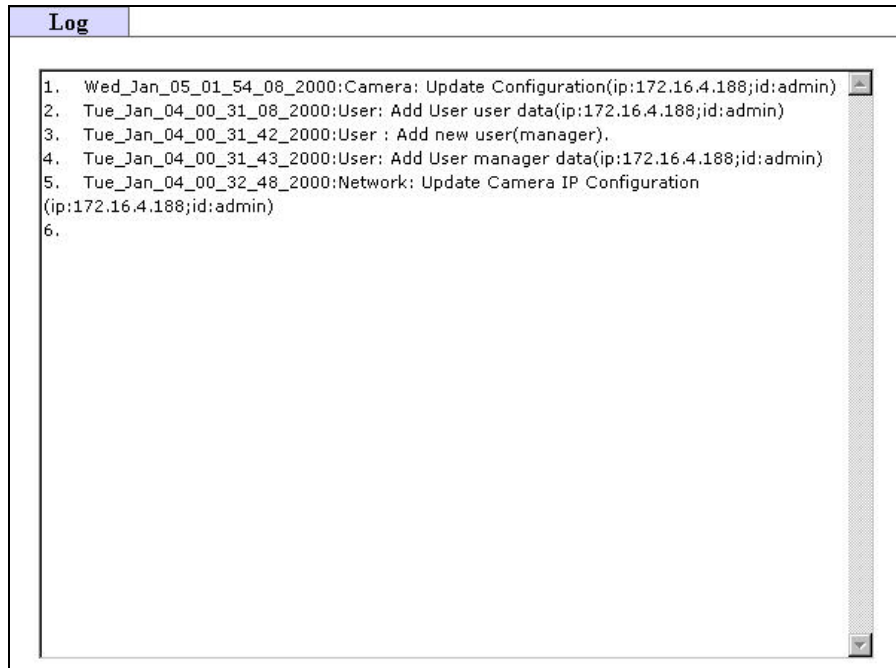 Log
1. Wed_Jan_05_01_54_08_2000:Camera: Update Configuration(ip:172.16.4.188;id:admin)
2. Tue_Jan_04_00_31_08_2000:User: Add User user data(ip:172.16.4.188;id:admin)
3. Tue_Jan_04_00_31_42_2000:User : Add new user(manager).
4. Tue_Jan_04_00_31_43_2000:User: Add User manager data(ip:172.16.4.188;id:admin)
5. Tue_Jan_04_00_32_48_2000:Network: Update Camera IP Configuration
(ip:172.16.4.188;id:admin)
6.